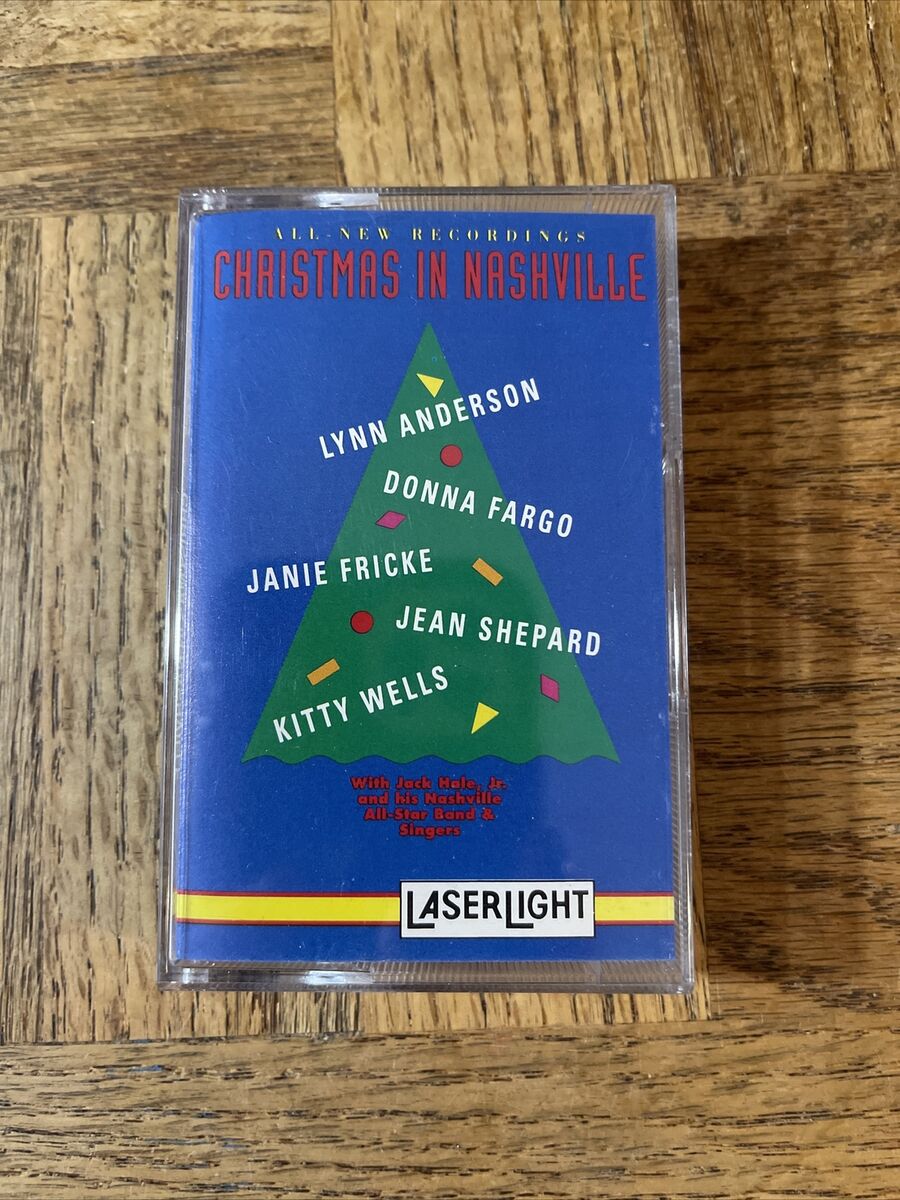 ALL-NEW RECORDINGS
CHRISTMAS IN NASHVILLE
LYNN ANDERSON
DONNA FARGO
JANIE FRICKE
JEAN SHEPARD
KITTY WELLS
With Jack Hale, Jr.
and his Nashville
All-Star Band &
Singers
LASERLIGHT